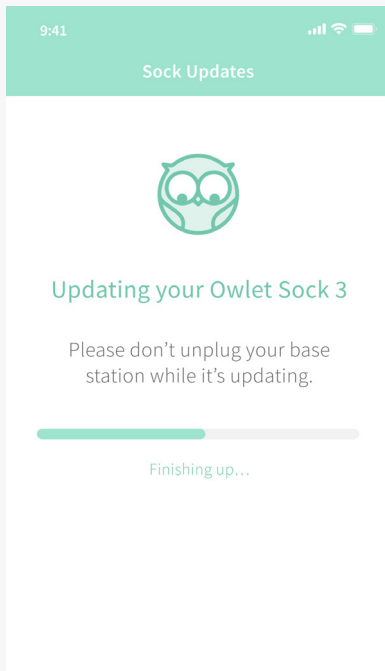 9:41
Sock Updates
Updating your Owlet Sock 3
Please don’t unplug your base
station while it’s updating.
Finishing up…